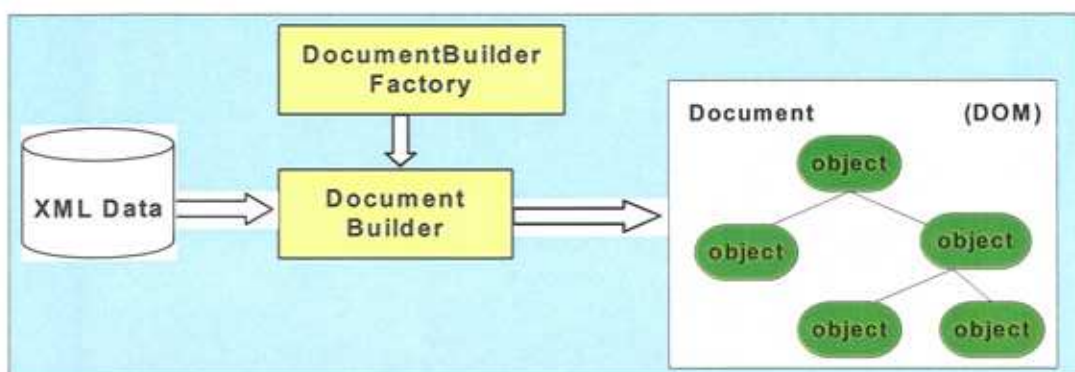 DocumentBuilder
Factory
XML Data
Document
Builder
Document (DOM)
object
object
object
object
object